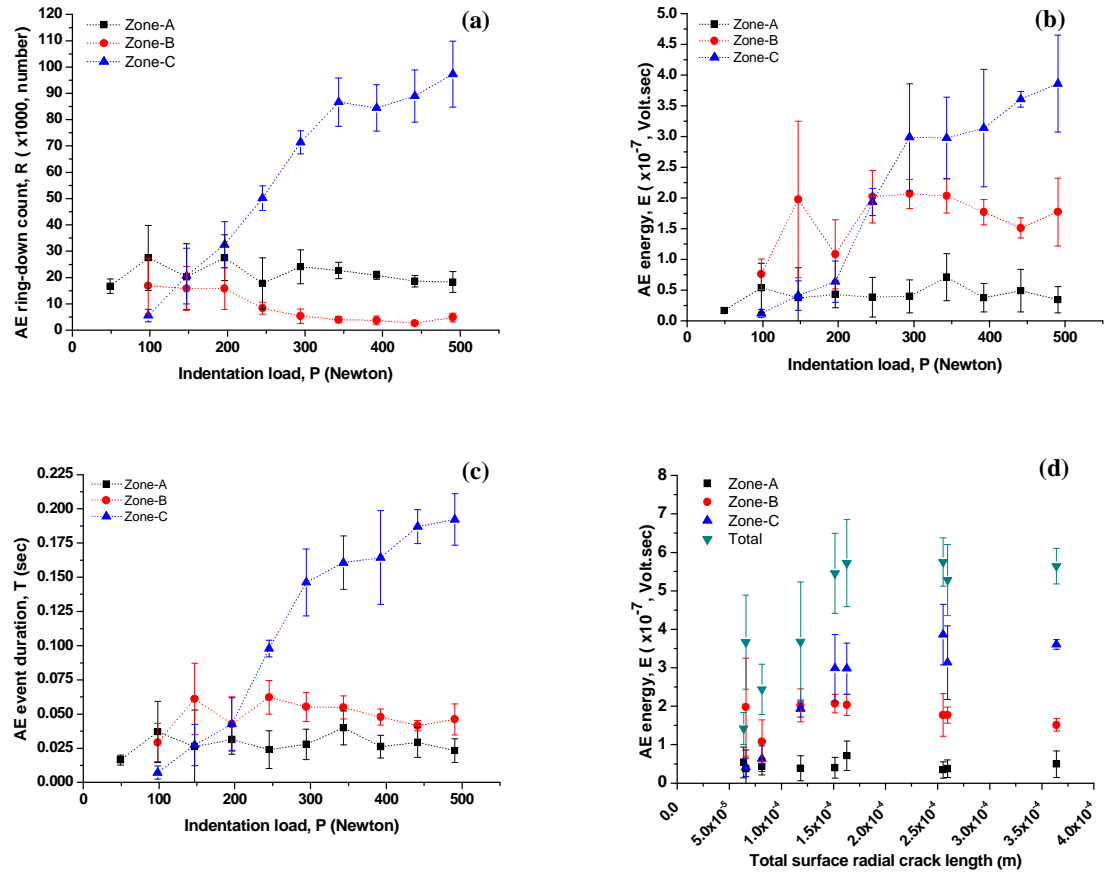 (a)
Zone-A
Zone-B
Zone-C
AE ring-down count, R ( x1000, number)
120
110
100
90
80
70
60
50
40
30
20
10
0
0
100
200
300
400
500
Indentation load, P (Newton)
(b)
Zone-A
Zone-B
Zone-C
AE energy, E ( x10⁻⁷, Volt.sec)
5.0
4.5
4.0
3.5
3.0
2.5
2.0
1.5
1.0
0.5
0.0
0
100
200
300
400
500
Indentation load, P (Newton)
(c)
Zone-A
Zone-B
Zone-C
AE event duration, T (sec)
0.225
0.200
0.175
0.150
0.125
0.100
0.075
0.050
0.025
0.000
0
100
200
300
400
500
Indentation load, P (Newton)
(d)
Zone-A
Zone-B
Zone-C
Total
AE energy, E ( x10⁻⁷, Volt.sec)
8
7
6
5
4
3
2
1
0
0.0
5.0x10⁻⁵
1.0x10⁻⁴
1.5x10⁻⁴
2.0x10⁻⁴
2.5x10⁻⁴
3.0x10⁻⁴
3.5x10⁻⁴
4.0x10⁻⁴
Total surface radial crack length (m)